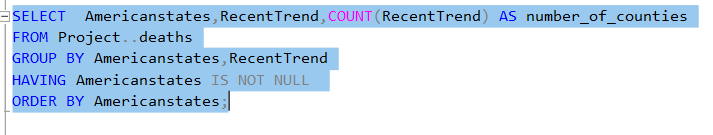 SELECT  Americanstates,RecentTrend,COUNT(RecentTrend) AS number_of_counties
FROM Project..deaths
GROUP BY Americanstates,RecentTrend
HAVING Americanstates IS NOT NULL
ORDER BY Americanstates;